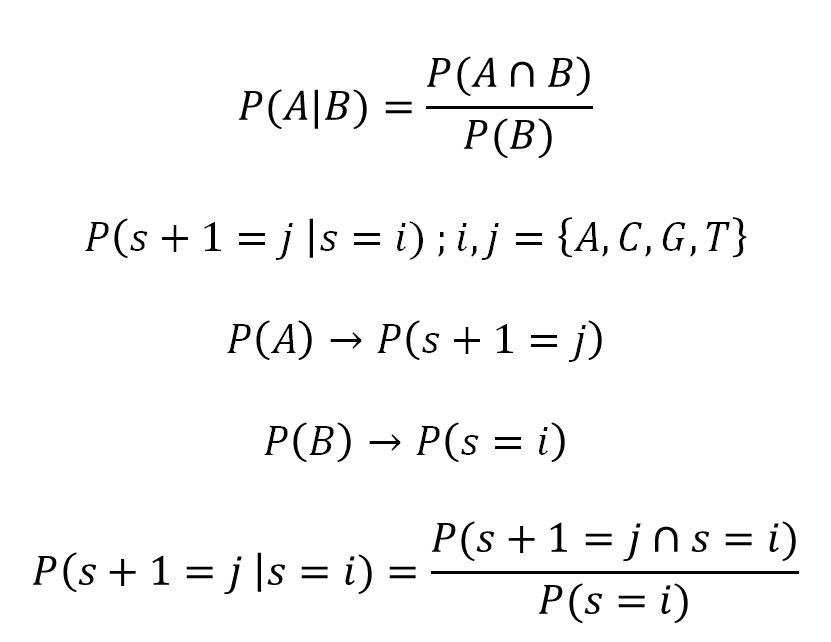 P(A|B) = P(A ∩ B) / P(B)
P(s + 1 = j |s = i) ; i, j = {A, C, G, T}
P(A) → P(s + 1 = j)
P(B) → P(s = i)
P(s + 1 = j |s = i) = P(s + 1 = j ∩ s = i) / P(s = i)